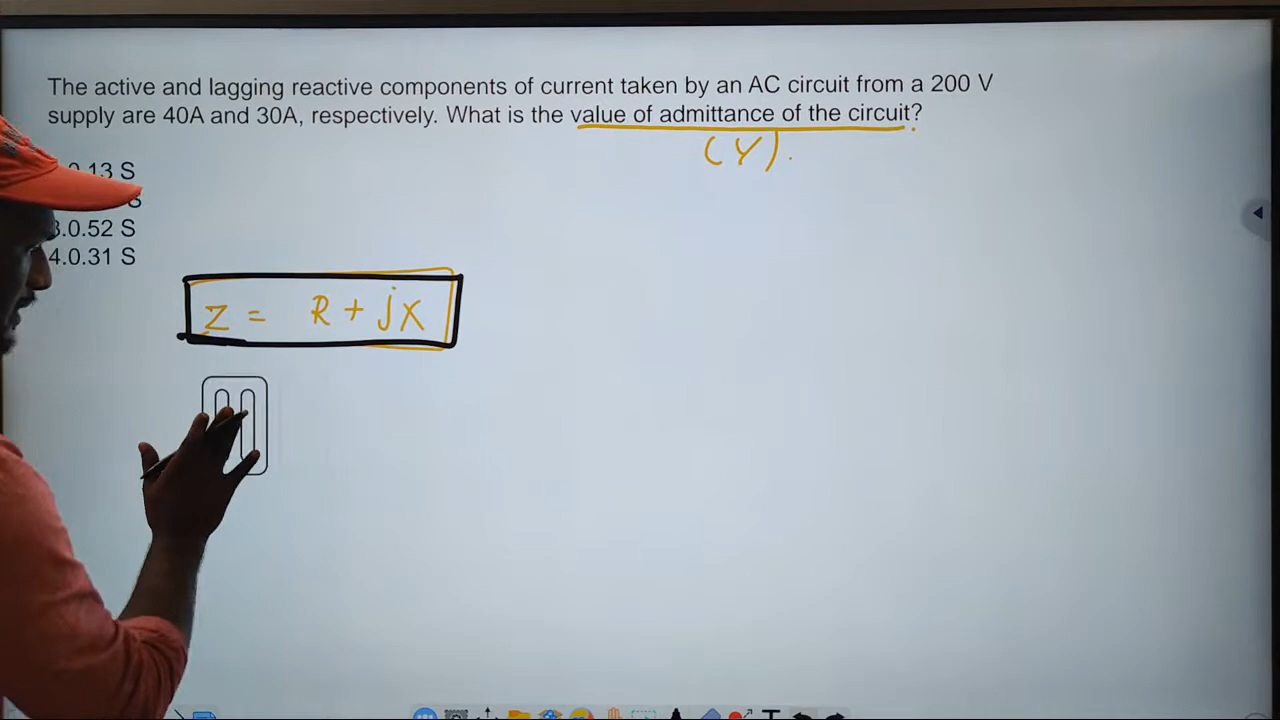 The active and lagging reactive components of current taken by an AC circuit from a 200 V
supply are 40A and 30A, respectively. What is the value of admittance of the circuit?
(Y).
0.13 S
S
3.0.52 S
4.0.31 S
Z = R + jX